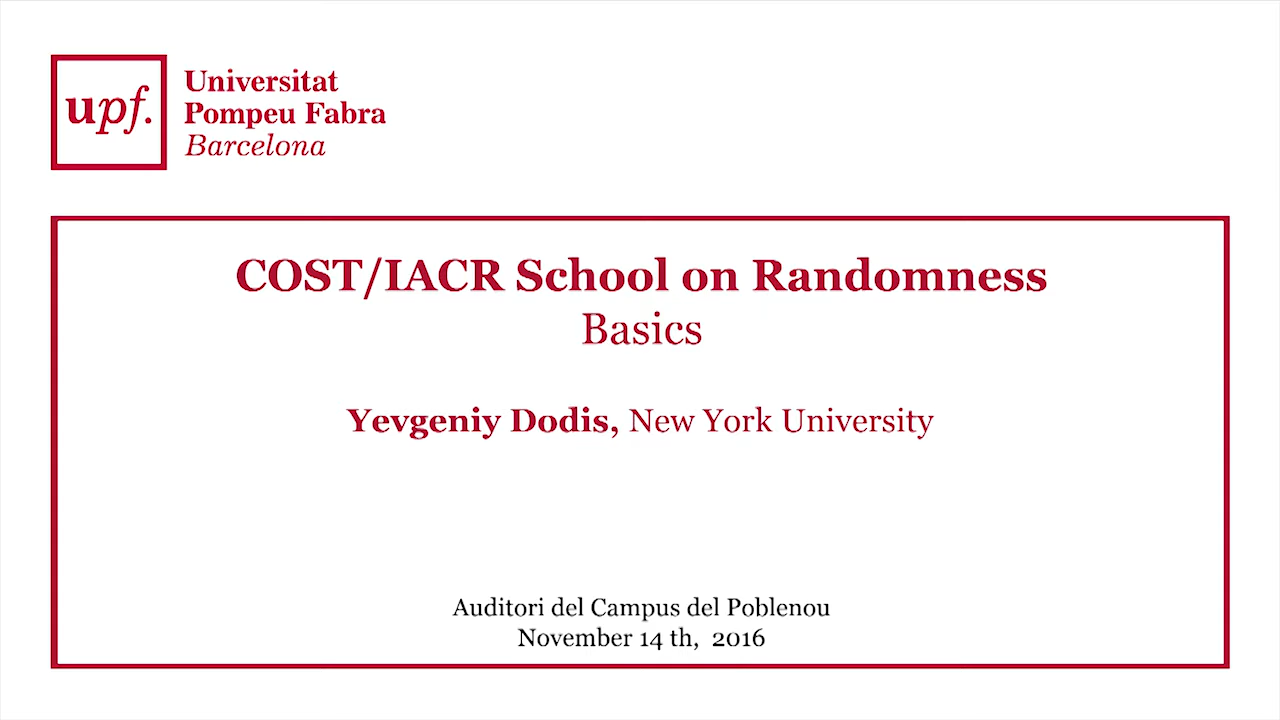 upf.
Universitat
Pompeu Fabra
Barcelona
COST/IACR School on Randomness
Basics
Yevgeniy Dodis, New York University
Auditori del Campus del Poblenou
November 14 th,  2016